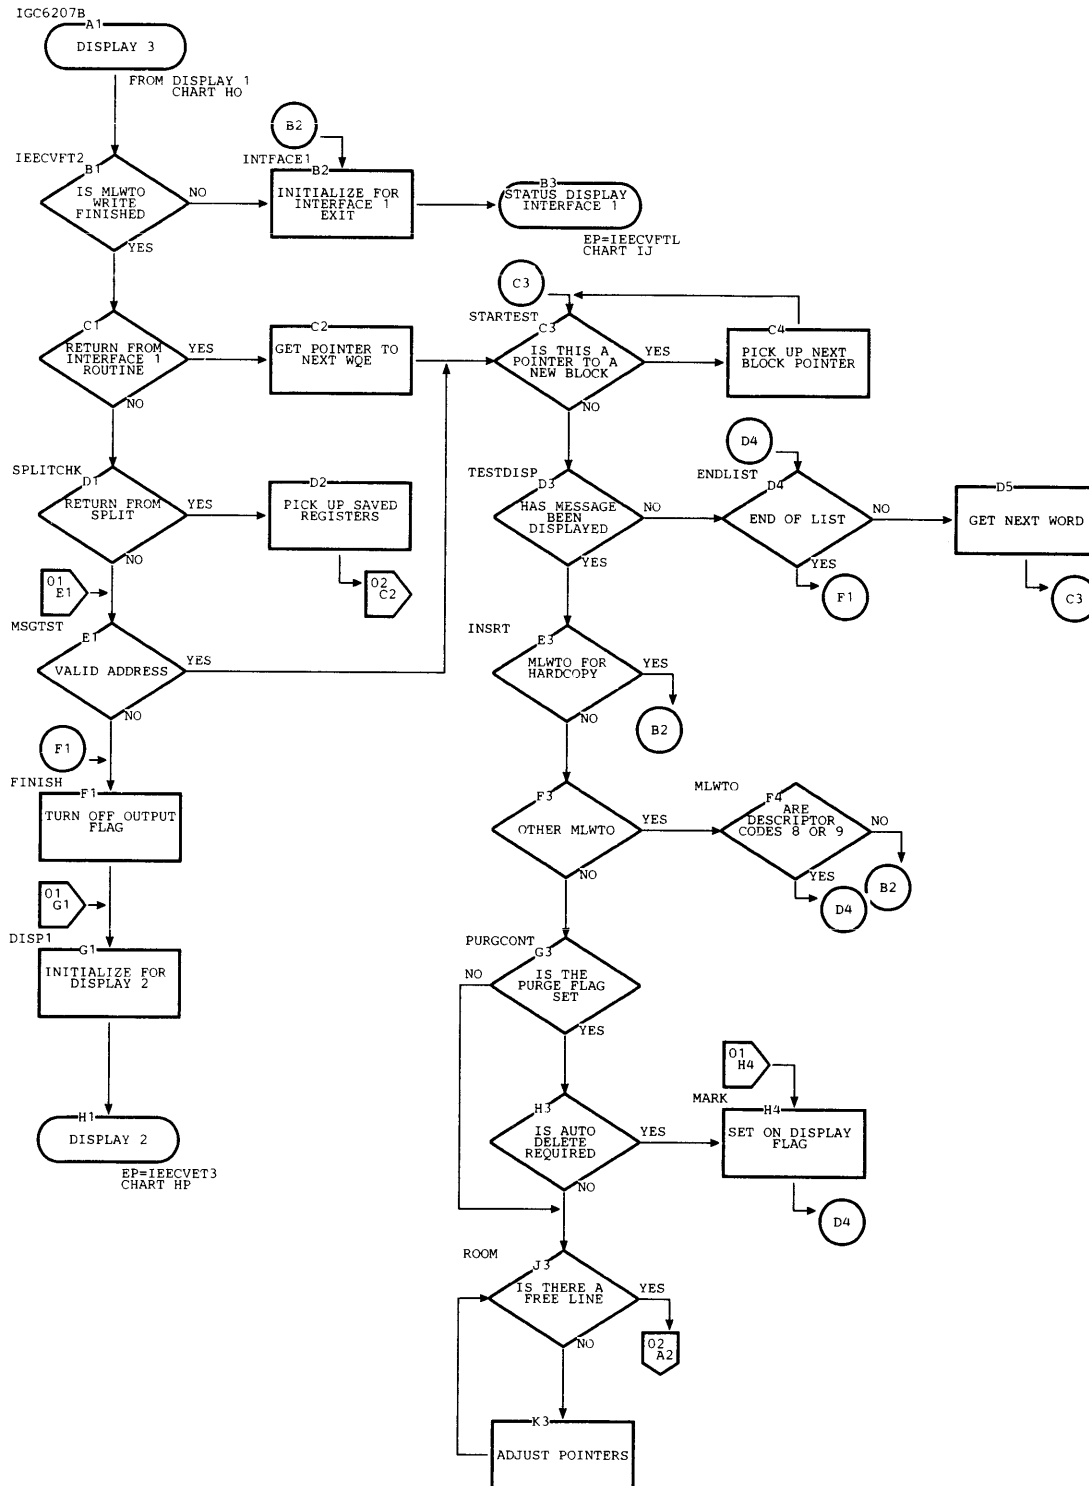 IGC6207B
A1
DISPLAY 3
FROM DISPLAY 1
CHART HO
B2
IEECVFT2
B1
IS MLWTO
WRITE
FINISHED
NO
YES
INTFACE1
B2
INITIALIZE FOR
INTERFACE 1
EXIT
B3
STATUS DISPLAY
INTERFACE 1
EP=IEECVFTL
CHART IJ
C1
RETURN FROM
INTERFACE 1
ROUTINE
YES
NO
C2
GET POINTER TO
NEXT WQE
C3
STARTEST
C3
IS THIS A
POINTER TO A
NEW BLOCK
YES
NO
C4
PICK UP NEXT
BLOCK POINTER
SPLITCHK
D1
RETURN FROM
SPLIT
YES
NO
D2
PICK UP SAVED
REGISTERS
02
C2
TESTDISP
D3
HAS MESSAGE
BEEN
DISPLAYED
NO
YES
D4
ENDLIST
D4
END OF LIST
NO
YES
F1
D5
GET NEXT WORD
C3
01
E1
MSGTST
E1
VALID ADDRESS
YES
NO
INSRT
E3
MLWTO FOR
HARDCOPY
YES
NO
B2
F1
FINISH
F1
TURN OFF OUTPUT
FLAG
F3
OTHER MLWTO
YES
NO
MLWTO
F4
ARE
DESCRIPTOR
CODES 8 OR 9
NO
YES
B2
D4
01
G1
DISP1
G1
INITIALIZE FOR
DISPLAY 2
PURGCONT
G3
IS THE
PURGE FLAG
SET
NO
YES
H1
DISPLAY 2
EP=IEECVET3
CHART HP
H3
IS AUTO
DELETE
REQUIRED
YES
NO
01
H4
MARK
H4
SET ON DISPLAY
FLAG
D4
ROOM
J3
IS THERE A
FREE LINE
YES
NO
02
A2
K3
ADJUST POINTERS